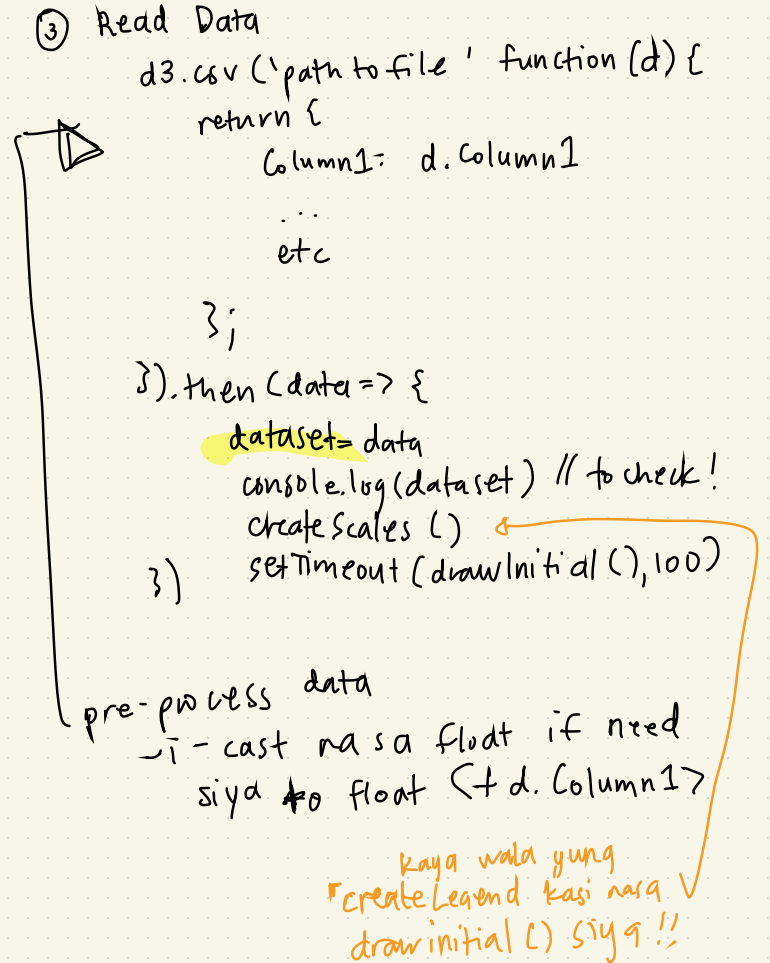 ③ Read Data
d3.csv('path to file' function(d){
return {
Column1: d.Column1
...
etc
};
}).then(data => {
dataset = data
console.log(dataset) // to check!
createScales()
setTimeout(drawInitial(), 100)
})
pre-process data
- i-cast na sa float if need
siya to float <+d.Column1>
kaya wala yung
createLegend kasi nasa
drawinitial() siya!!